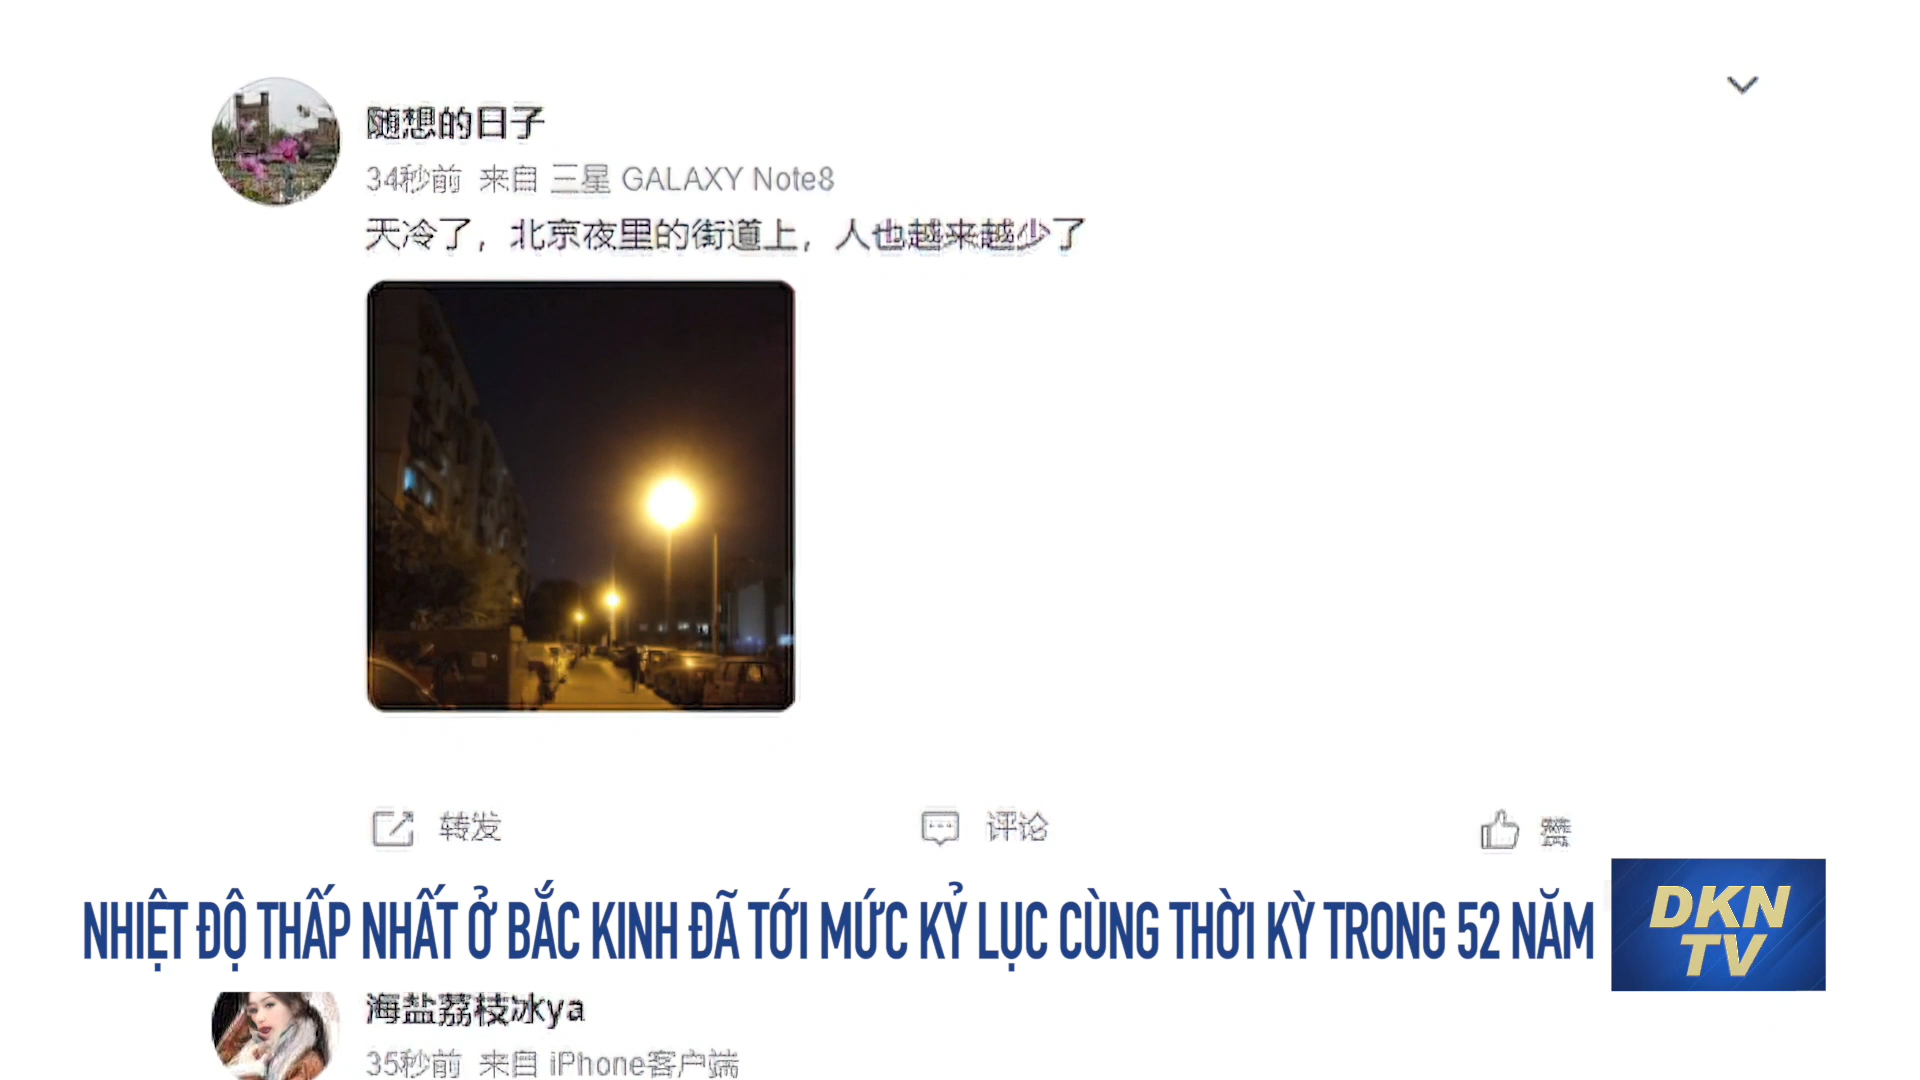 随想的日子
34秒前 来自 三星 GALAXY Note8
天冷了，北京夜里的街道上，人也越来越少了
转发
评论
赞
NHIỆT ĐỘ THẤP NHẤT Ở BẮC KINH ĐÃ TỚI MỨC KỶ LỤC CÙNG THỜI KỲ TRONG 52 NĂM
DKN
TV
海盐荔枝冰ya
35秒前 来自 iPhone客户端